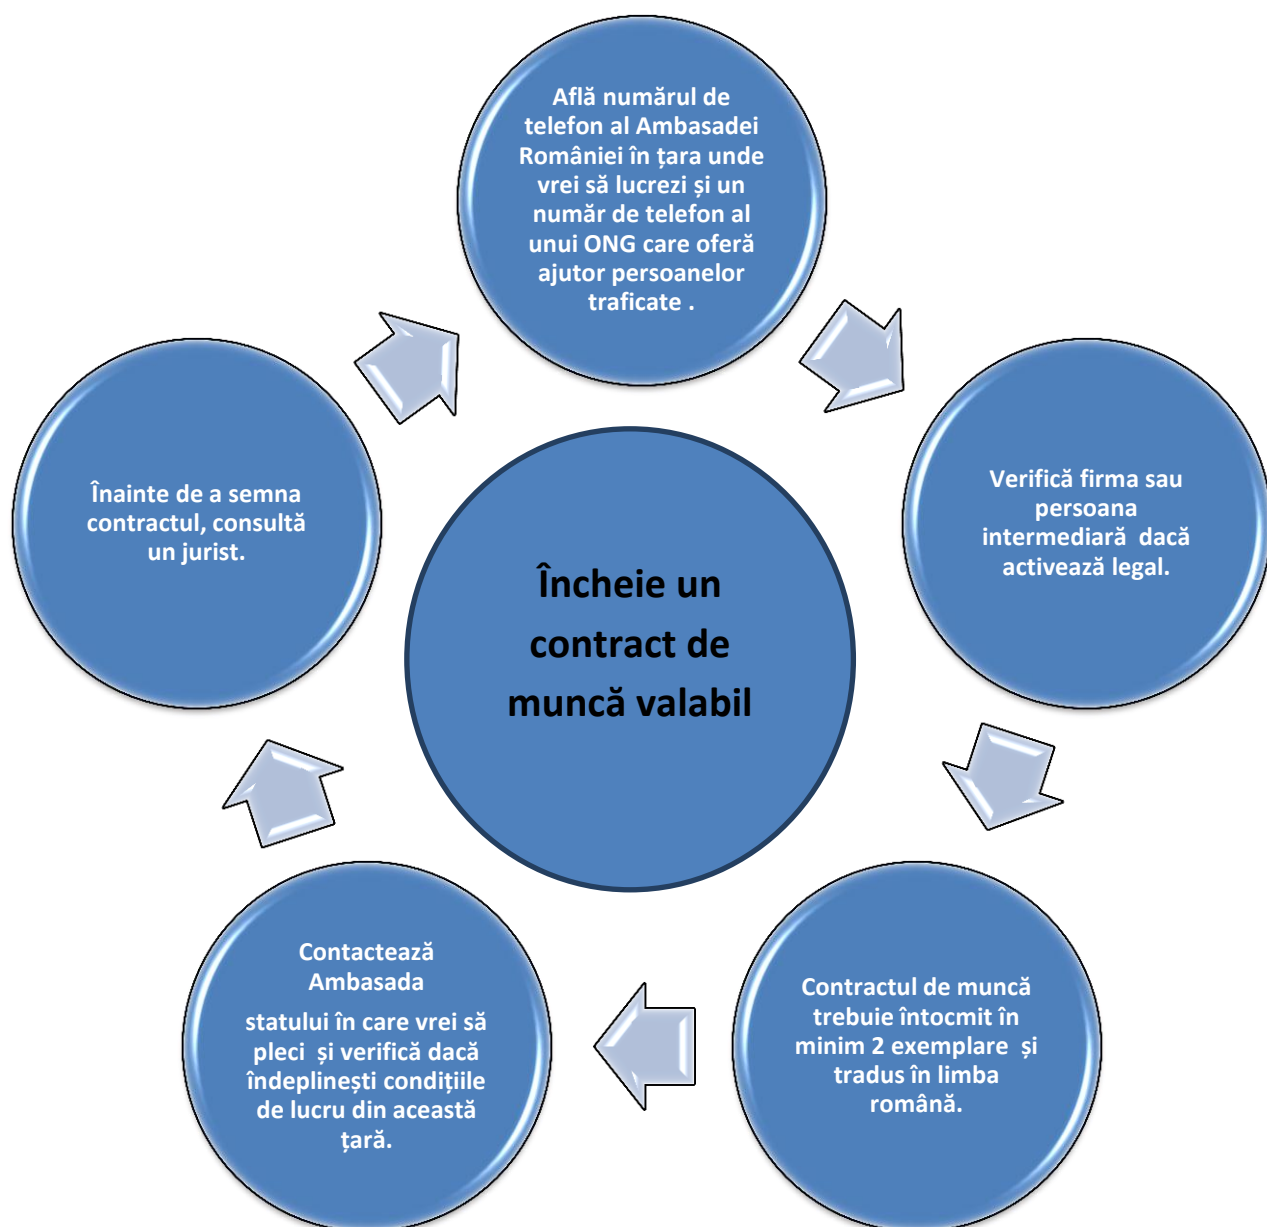 Află numărul de
telefon al Ambasadei
României în țara unde
vrei să lucrezi și un
număr de telefon al
unui ONG care oferă
ajutor persoanelor
traficate .
Verifică firma sau
persoana
intermediară dacă
activează legal.
Contractul de muncă
trebuie întocmit în
minim 2 exemplare și
tradus în limba
română.
Contactează
Ambasada
statului în care vrei să
pleci și verifică dacă
îndeplinești condițiile
de lucru din această
țară.
Înainte de a semna
contractul, consultă
un jurist.
Încheie un
contract de
muncă valabil